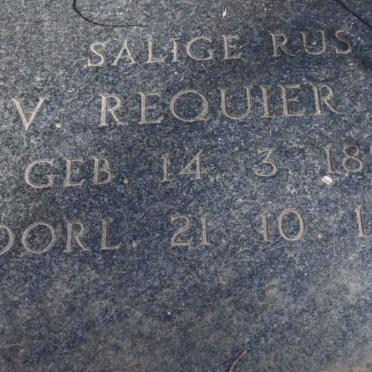 SALIGE RUS
V. REQUIER
GEB. 14. 3. 18
OORL. 21. 10. 1